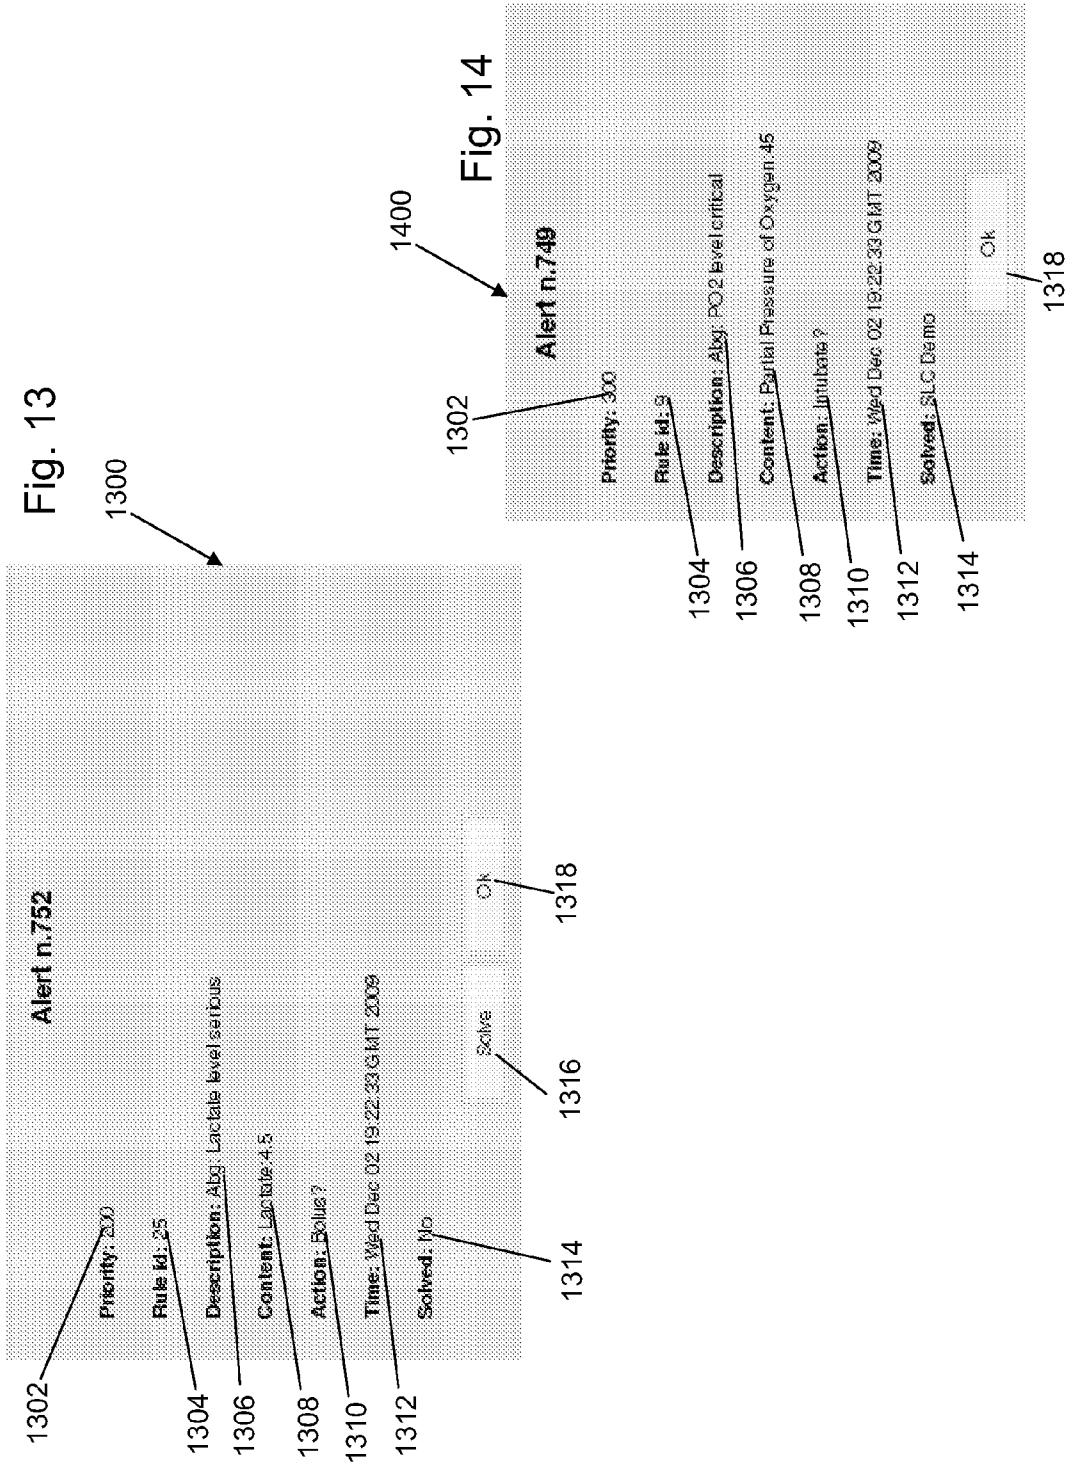 Fig. 13
1300
Alert n.752
Priority: 200
Rule id: 25
Description: Abg: Lactate level serious
Content: Lactate:4.5
Action: Bolus?
Time: Wed Dec 02 19:22:33 GMT 2009
Solved: No
Solve
Ok
1302
1304
1306
1308
1310
1312
1314
1316
1318
Fig. 14
1400
Alert n.749
Priority: 300
Rule id: 9
Description: Abg: PO2 level critical
Content: Partial Pressure of Oxygen:45
Action: Intubate?
Time: Wed Dec 02 19:22:33 GMT 2009
Solved: SLC Demo
Ok
1302
1304
1306
1308
1310
1312
1314
1318